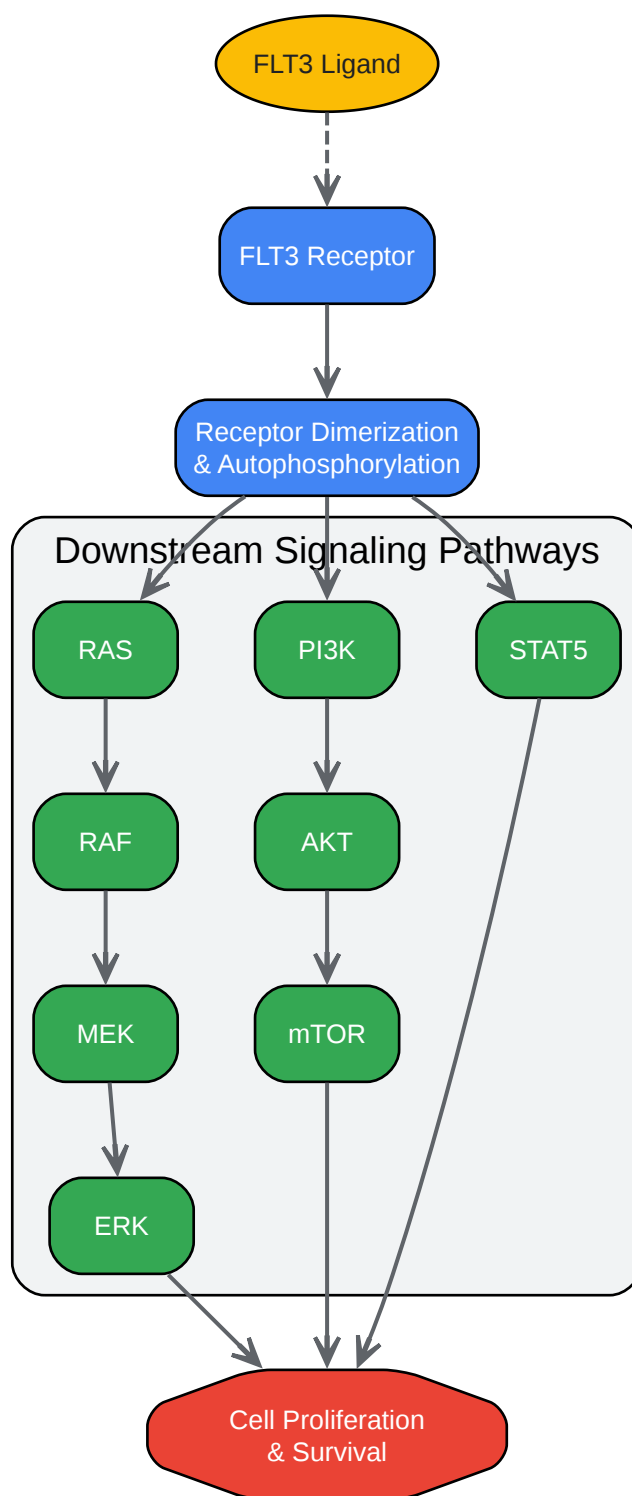 FLT3 Ligand
FLT3 Receptor
Receptor Dimerization
& Autophosphorylation
Downstream Signaling Pathways
RAS
PI3K
STAT5
RAF
AKT
MEK
mTOR
ERK
Cell Proliferation
& Survival